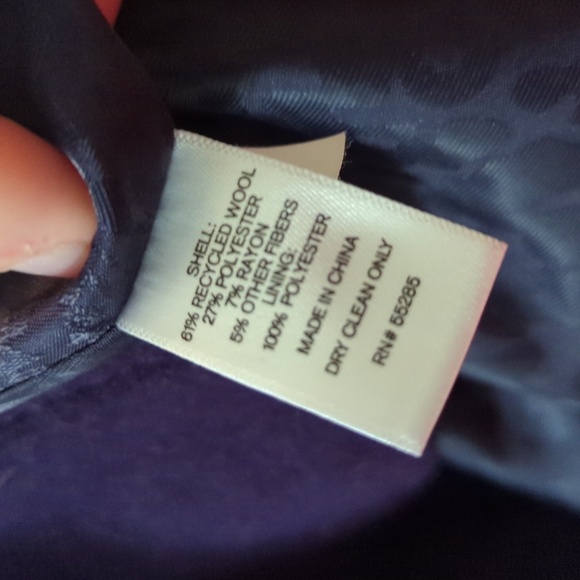 SHELL:
61% RECYCLED WOOL
27% POLYESTER
7% RAYON
5% OTHER FIBERS
LINING:
100% POLYESTER
MADE IN CHINA
DRY CLEAN ONLY
RN# 55285